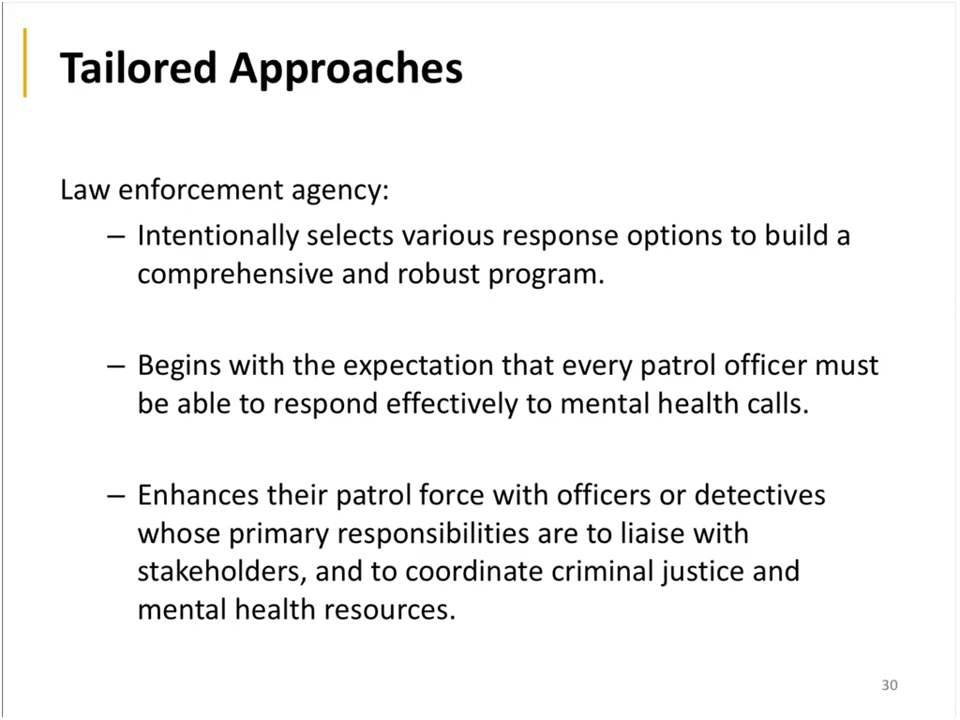 Tailored Approaches
Law enforcement agency:
– Intentionally selects various response options to build a
comprehensive and robust program.
– Begins with the expectation that every patrol officer must
be able to respond effectively to mental health calls.
– Enhances their patrol force with officers or detectives
whose primary responsibilities are to liaise with
stakeholders, and to coordinate criminal justice and
mental health resources.
30